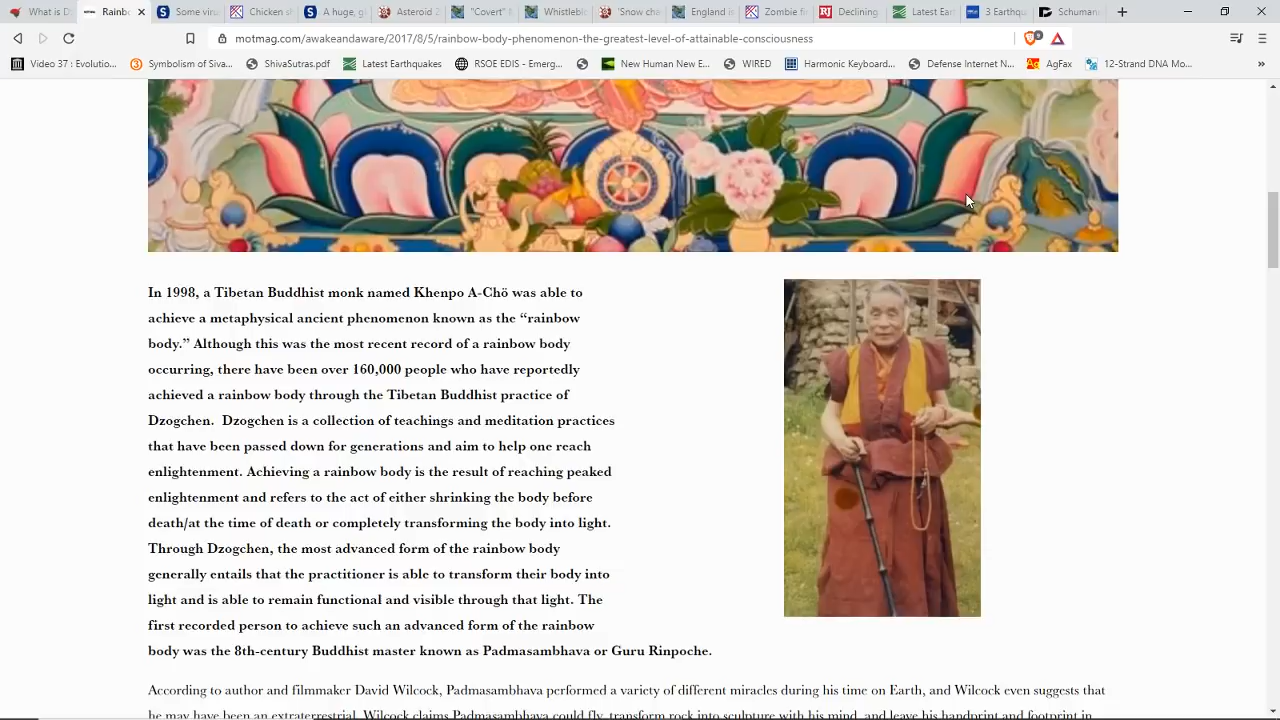 What is D
Rainbo
Some viru
Chicken s
A huge, g
Asteroid 2
"Covert"
Whistleblo
'Snow cha
England is
Zombie f
Declining
Latest Eart
3 Earthqu
Schuman
motmag.com/awakeandaware/2017/8/5/rainbow-body-phenomenon-the-greatest-level-of-attainable-consciousness
Video 37 : Evolutio...
Symbolism of Siva...
ShivaSutras.pdf
Latest Earthquakes
RSOE EDIS - Emerg...
New Human New E...
WIRED
Harmonic Keyboard...
Defense Internet N...
AgFax
12-Strand DNA Mo...
In 1998, a Tibetan Buddhist monk named Khenpo A-Chö was able to
achieve a metaphysical ancient phenomenon known as the “rainbow
body.” Although this was the most recent record of a rainbow body
occurring, there have been over 160,000 people who have reportedly
achieved a rainbow body through the Tibetan Buddhist practice of
Dzogchen. Dzogchen is a collection of teachings and meditation practices
that have been passed down for generations and aim to help one reach
enlightenment. Achieving a rainbow body is the result of reaching peaked
enlightenment and refers to the act of either shrinking the body before
death/at the time of death or completely transforming the body into light.
Through Dzogchen, the most advanced form of the rainbow body
generally entails that the practitioner is able to transform their body into
light and is able to remain functional and visible through that light. The
first recorded person to achieve such an advanced form of the rainbow
body was the 8th-century Buddhist master known as Padmasambhava or Guru Rinpoche.
According to author and filmmaker David Wilcock, Padmasambhava performed a variety of different miracles during his time on Earth, and Wilcock even suggests that
he may have been an extraterrestrial. Wilcock claims Padmasambhava could fly, transform rock into sculpture with his mind, and leave his handprint and footprint in